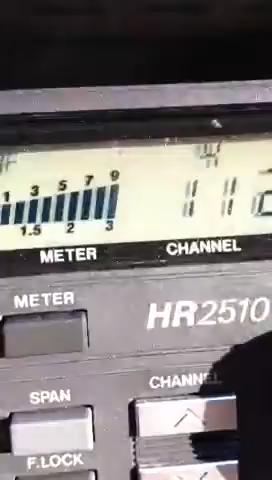 1 3 5 7 9
1.5 2 3
METER CHANNEL
METER
HR2510
SPAN
CHANNEL
F.LOCK